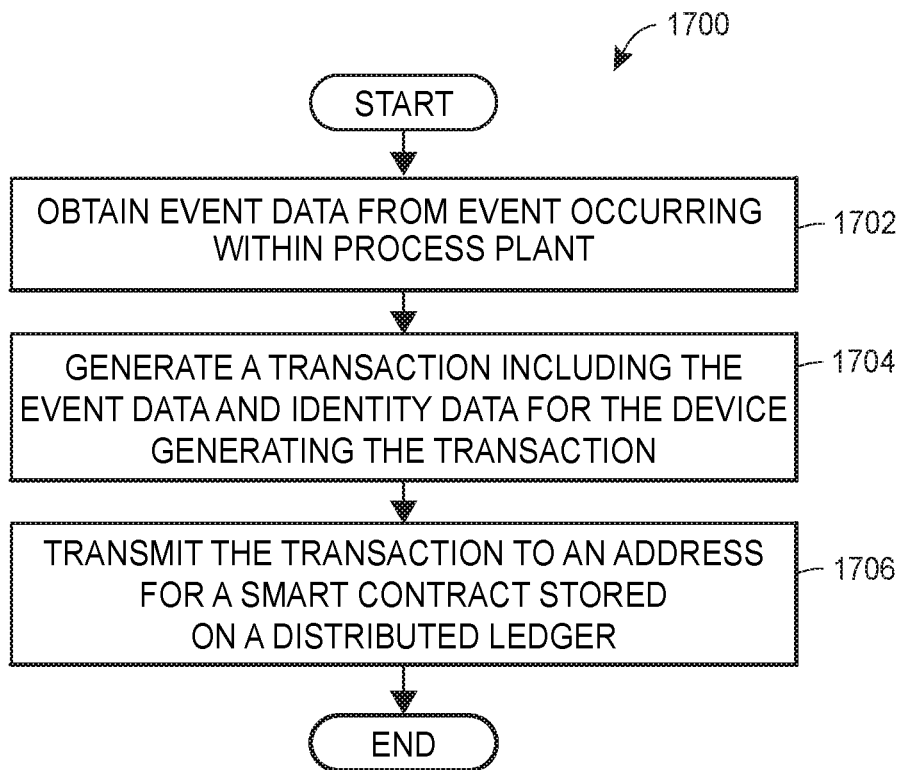 1700
START
OBTAIN EVENT DATA FROM EVENT OCCURRING
WITHIN PROCESS PLANT
1702
GENERATE A TRANSACTION INCLUDING THE
EVENT DATA AND IDENTITY DATA FOR THE DEVICE
GENERATING THE TRANSACTION
1704
TRANSMIT THE TRANSACTION TO AN ADDRESS
FOR A SMART CONTRACT STORED
ON A DISTRIBUTED LEDGER
1706
END